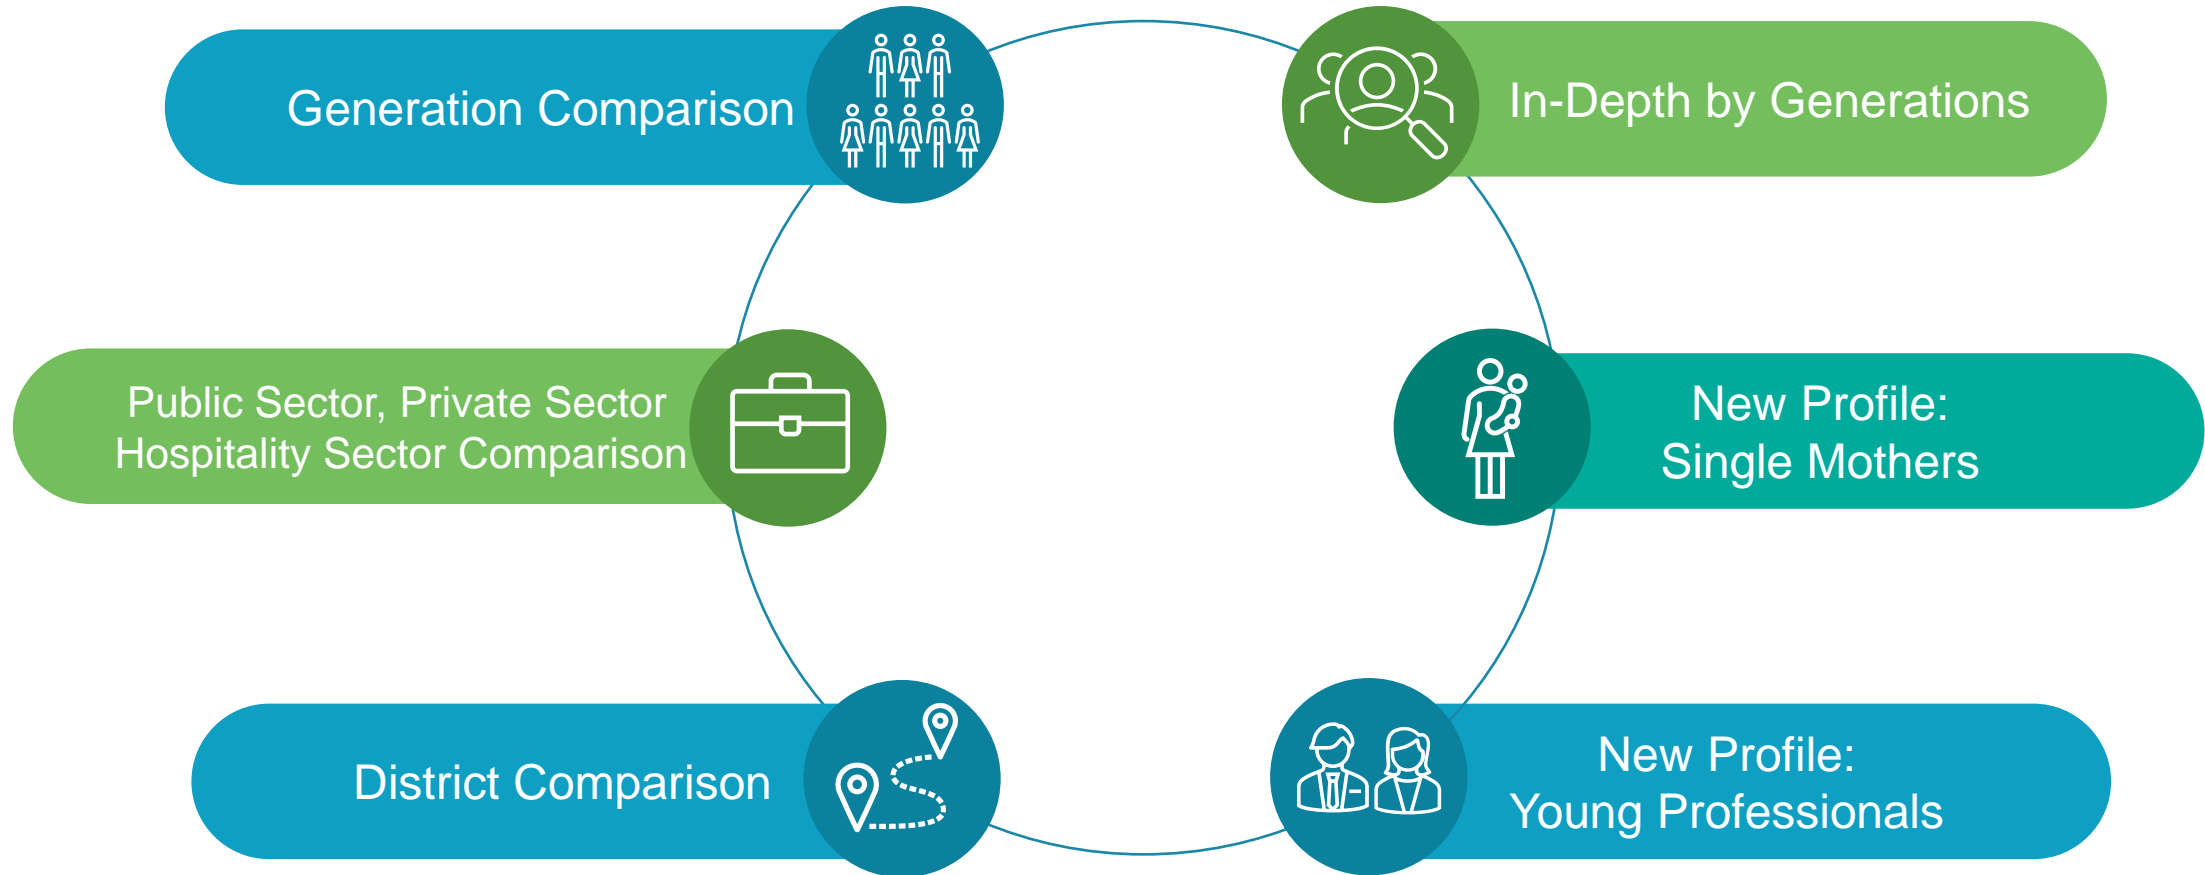 Generation Comparison
In-Depth by Generations
Public Sector, Private Sector
Hospitality Sector Comparison
New Profile:
Single Mothers
District Comparison
New Profile:
Young Professionals